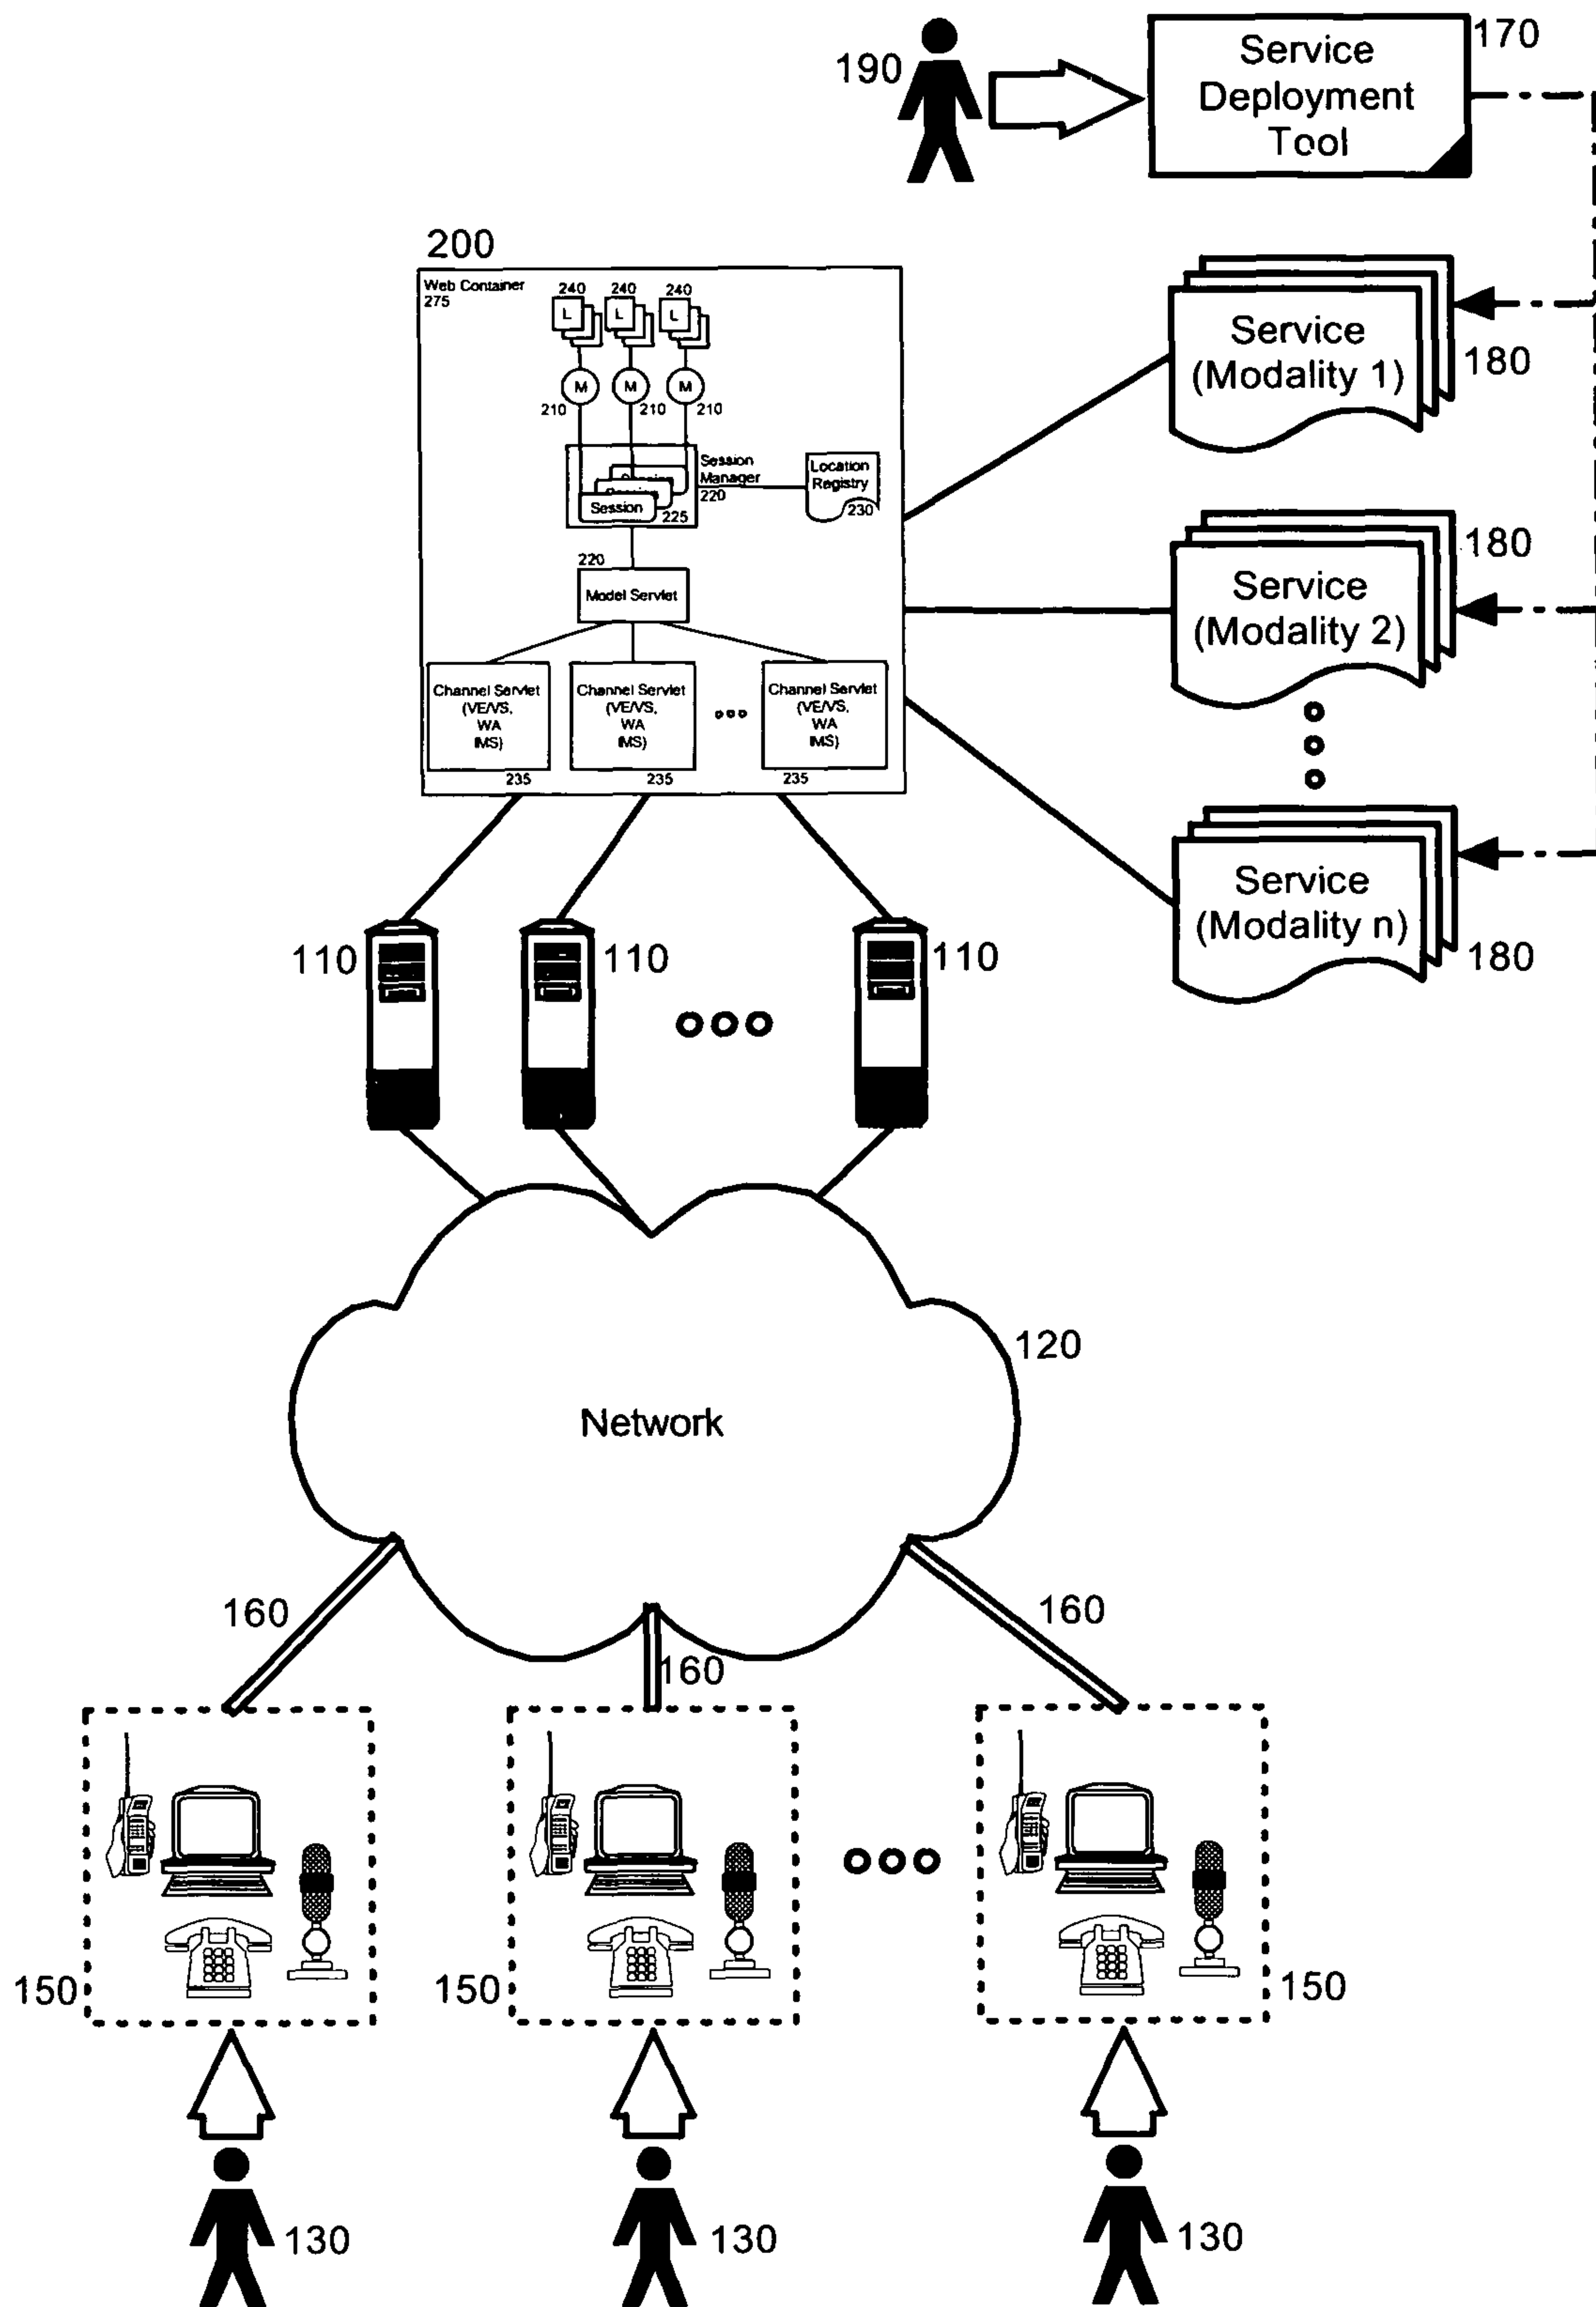 190
Service
Deployment
Tool
170
200
Web Container
275
240
240
240
L
L
L
M
M
M
210
210
210
Session
Manager
220
Session
225
Location
Registry
230
220
Model Servlet
Channel Servlet
(VE/VS,
WA
IMS)
235
Channel Servlet
(VE/VS,
WA
IMS)
235
Channel Servlet
(VE/VS,
WA
IMS)
235
Service
(Modality 1)
180
Service
(Modality 2)
180
Service
(Modality n)
180
110
110
110
120
Network
160
160
160
150
150
150
130
130
130